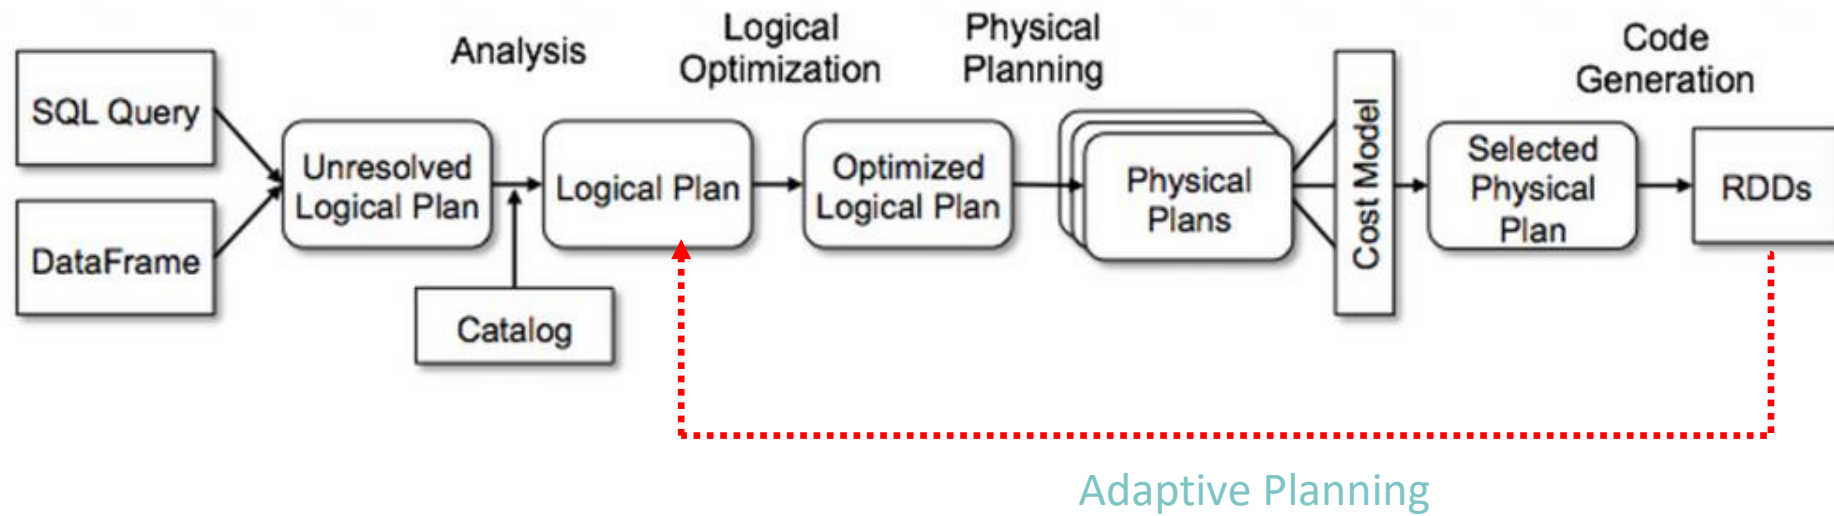 Analysis
Logical
Optimization
Physical
Planning
Code
Generation
SQL Query
DataFrame
Unresolved
Logical Plan
Catalog
Logical Plan
Optimized
Logical Plan
Physical
Plans
Cost Model
Selected
Physical
Plan
RDDs
Adaptive Planning